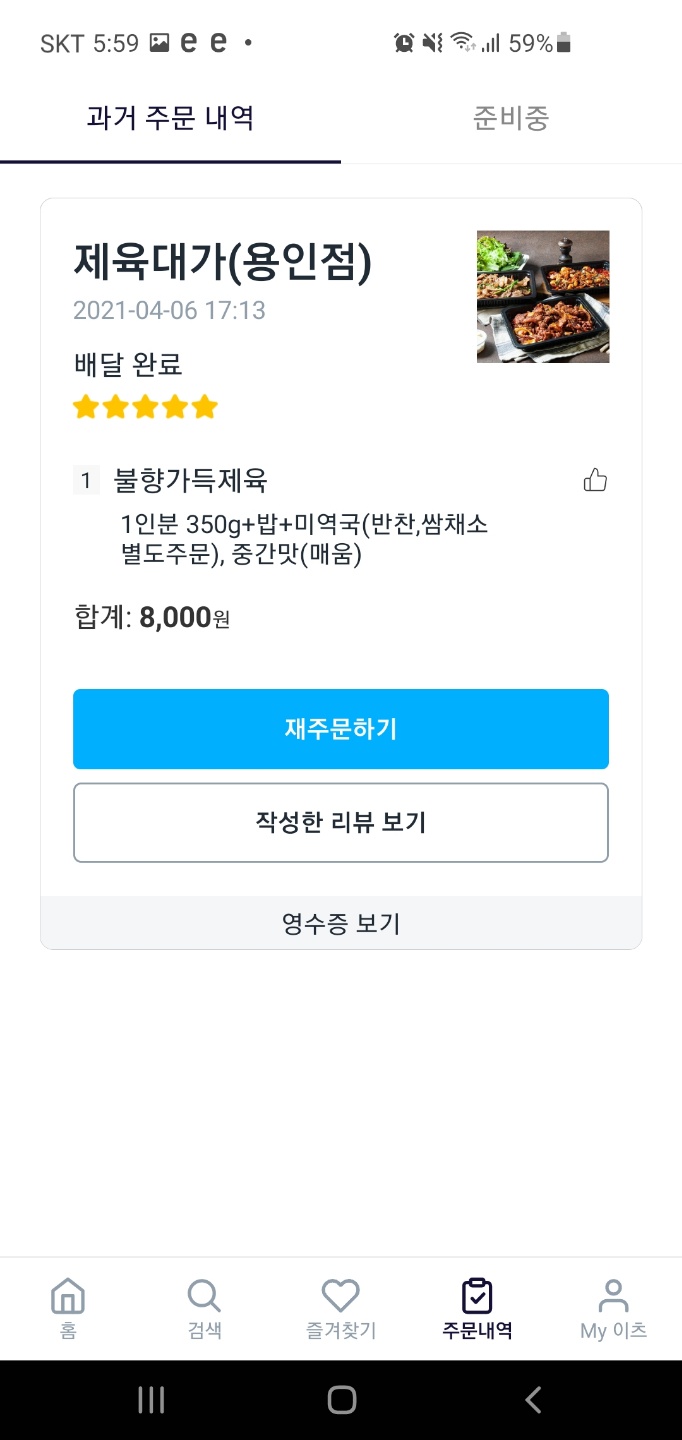 SKT 5:59 e e • 59%
과거 주문 내역
준비중
제육대가(용인점)
2021-04-06 17:13
배달 완료
1 불향가득제육
1인분 350g+밥+미역국(반찬,쌈채소
별도주문), 중간맛(매움)
합계: 8,000원
재주문하기
작성한 리뷰 보기
영수증 보기
홈
검색
즐겨찾기
주문내역
My 이츠